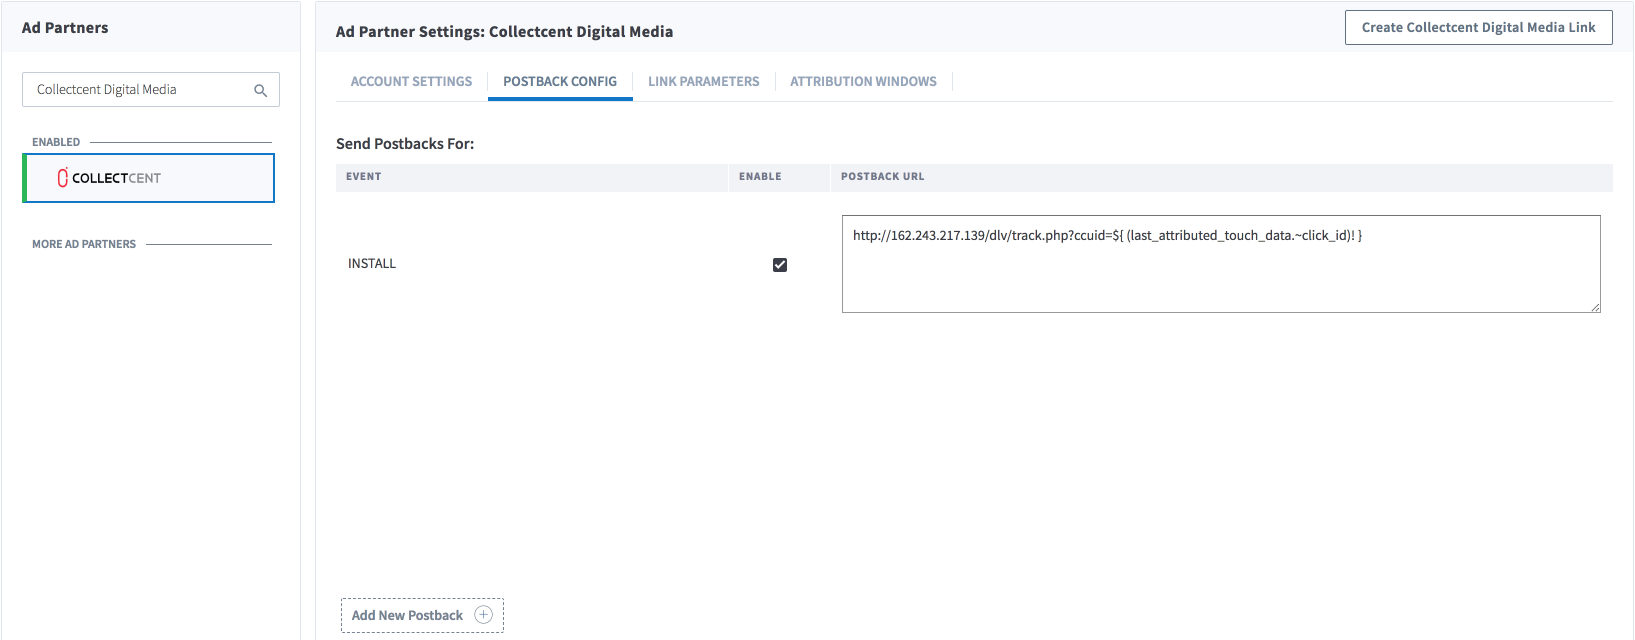 Ad Partners
Collectcent Digital Media
ENABLED
COLLECTCENT
MORE AD PARTNERS
Ad Partner Settings: Collectcent Digital Media
Create Collectcent Digital Media Link
ACCOUNT SETTINGS
POSTBACK CONFIG
LINK PARAMETERS
ATTRIBUTION WINDOWS
Send Postbacks For:
EVENT ENABLE POSTBACK URL
INSTALL
http://162.243.217.139/dlv/track.php?ccuid=${ (last_attributed_touch_data.~click_id)! }
Add New Postback